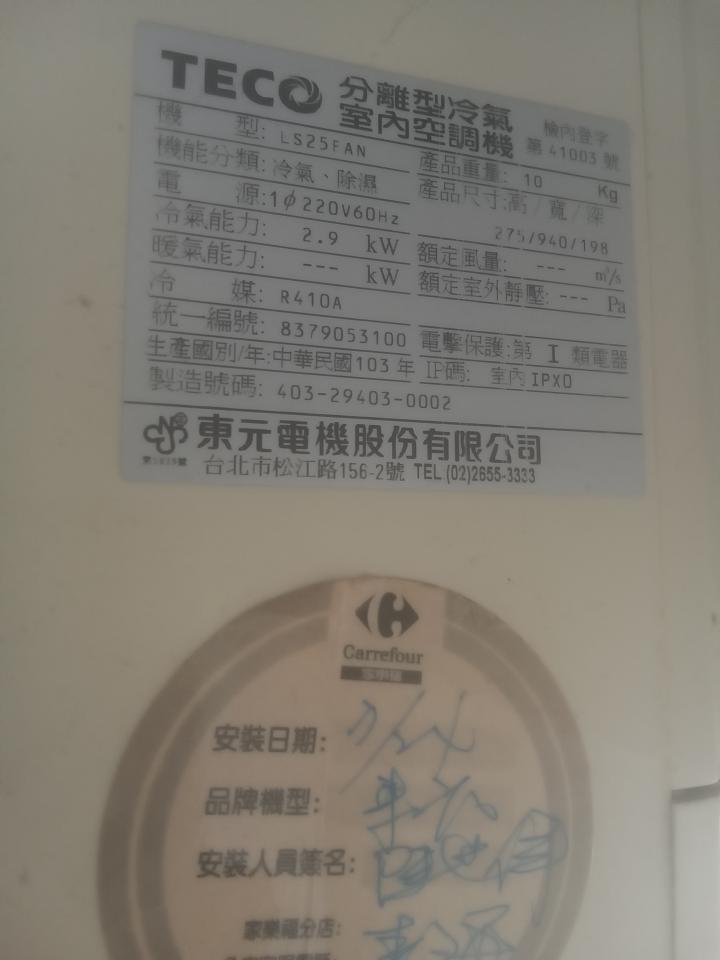 TECO 分離型冷氣
室內空調機
檢內登字
第 41003 號
機 型: LS25FAN
產品重量: 10 Kg
機能分類: 冷氣、除濕
產品尺寸:高/寬/深
電 源:1ϕ220V60Hz
275/940/198
冷氣能力: 2.9 kW
額定風量: --- m³/s
暖氣能力: --- kW
額定室外靜壓: --- Pa
冷 媒: R410A
統一編號: 8379053100
電擊保護:第 I 類電器
生產國別/年:中華民國103年
IP碼: 室內 IPX0
製造號碼: 403-29403-0002
東元電機股份有限公司
台北市松江路156-2號 TEL.(02)2655-3333
Carrefour
家樂福
安裝日期:
品牌機型: 東元
安裝人員簽名:
家樂福分店: